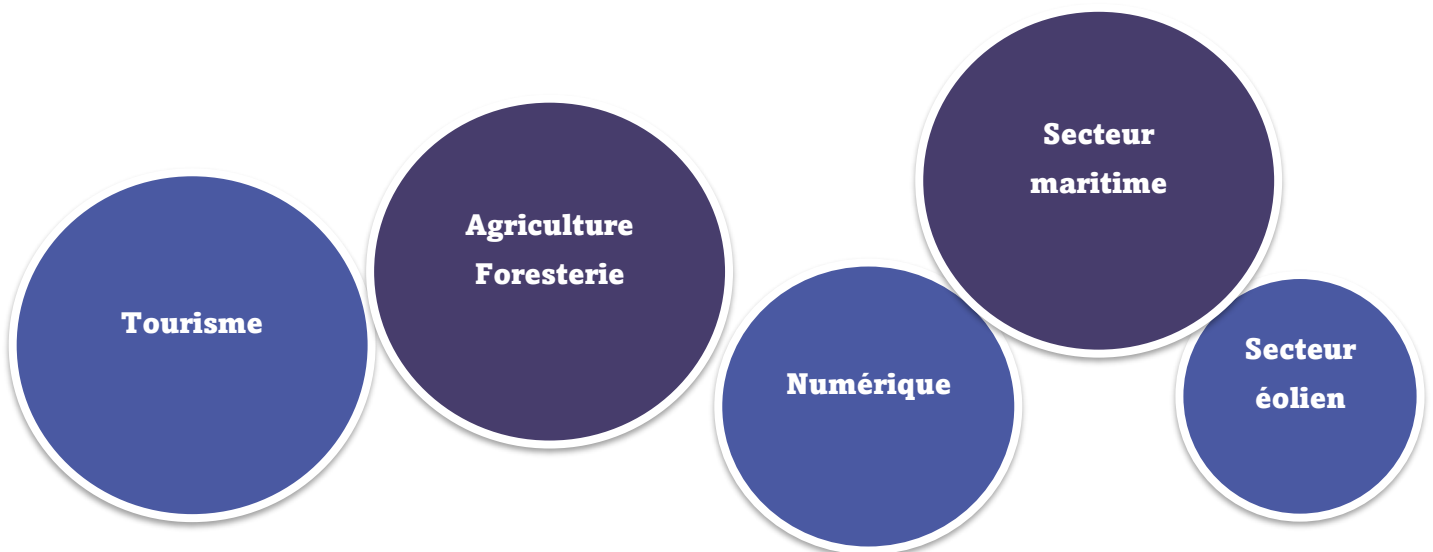 Tourisme
Agriculture
Foresterie
Numérique
Secteur
maritime
Secteur
éolien